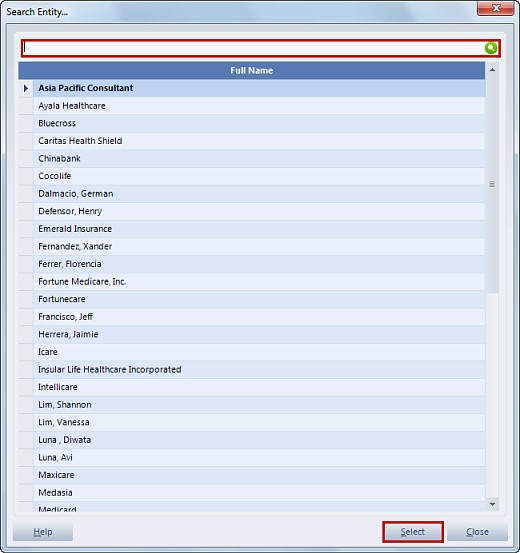 Search Entity...
Full Name
Asia Pacific Consultant
Ayala Healthcare
Bluecross
Caritas Health Shield
Chinabank
Cocolife
Dalmacio, German
Defensor, Henry
Emerald Insurance
Fernandez, Xander
Ferrer, Florencia
Fortune Medicare, Inc.
Fortunecare
Francisco, Jeff
Herrera, Jaimie
Icare
Insular Life Healthcare Incorporated
Intellicare
Lim, Shannon
Lim, Vanessa
Luna , Diwata
Luna, Avi
Maxicare
Medasia
Medicard
Help Select Close